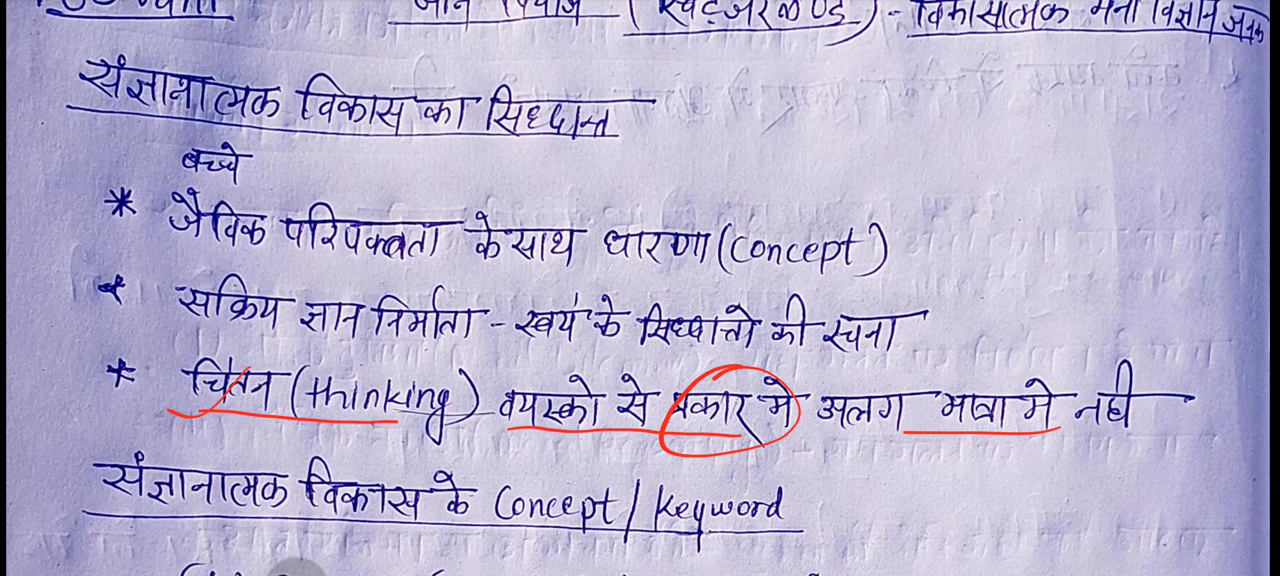 जीन पियाजे (स्विट्जरलैण्ड) - विकासात्मक मनोविज्ञान जनक
संज्ञानात्मक विकास का सिध्दान्त
बच्चे
* जैविक परिपक्वता के साथ धारणा (concept)
* सक्रिय ज्ञान निर्माता - स्वयं के सिध्दान्तो की रचना
* चिंतन (thinking) वयस्को से प्रकार मे अलग मात्रा मे नही
संज्ञानात्मक विकास के Concept / Keyword